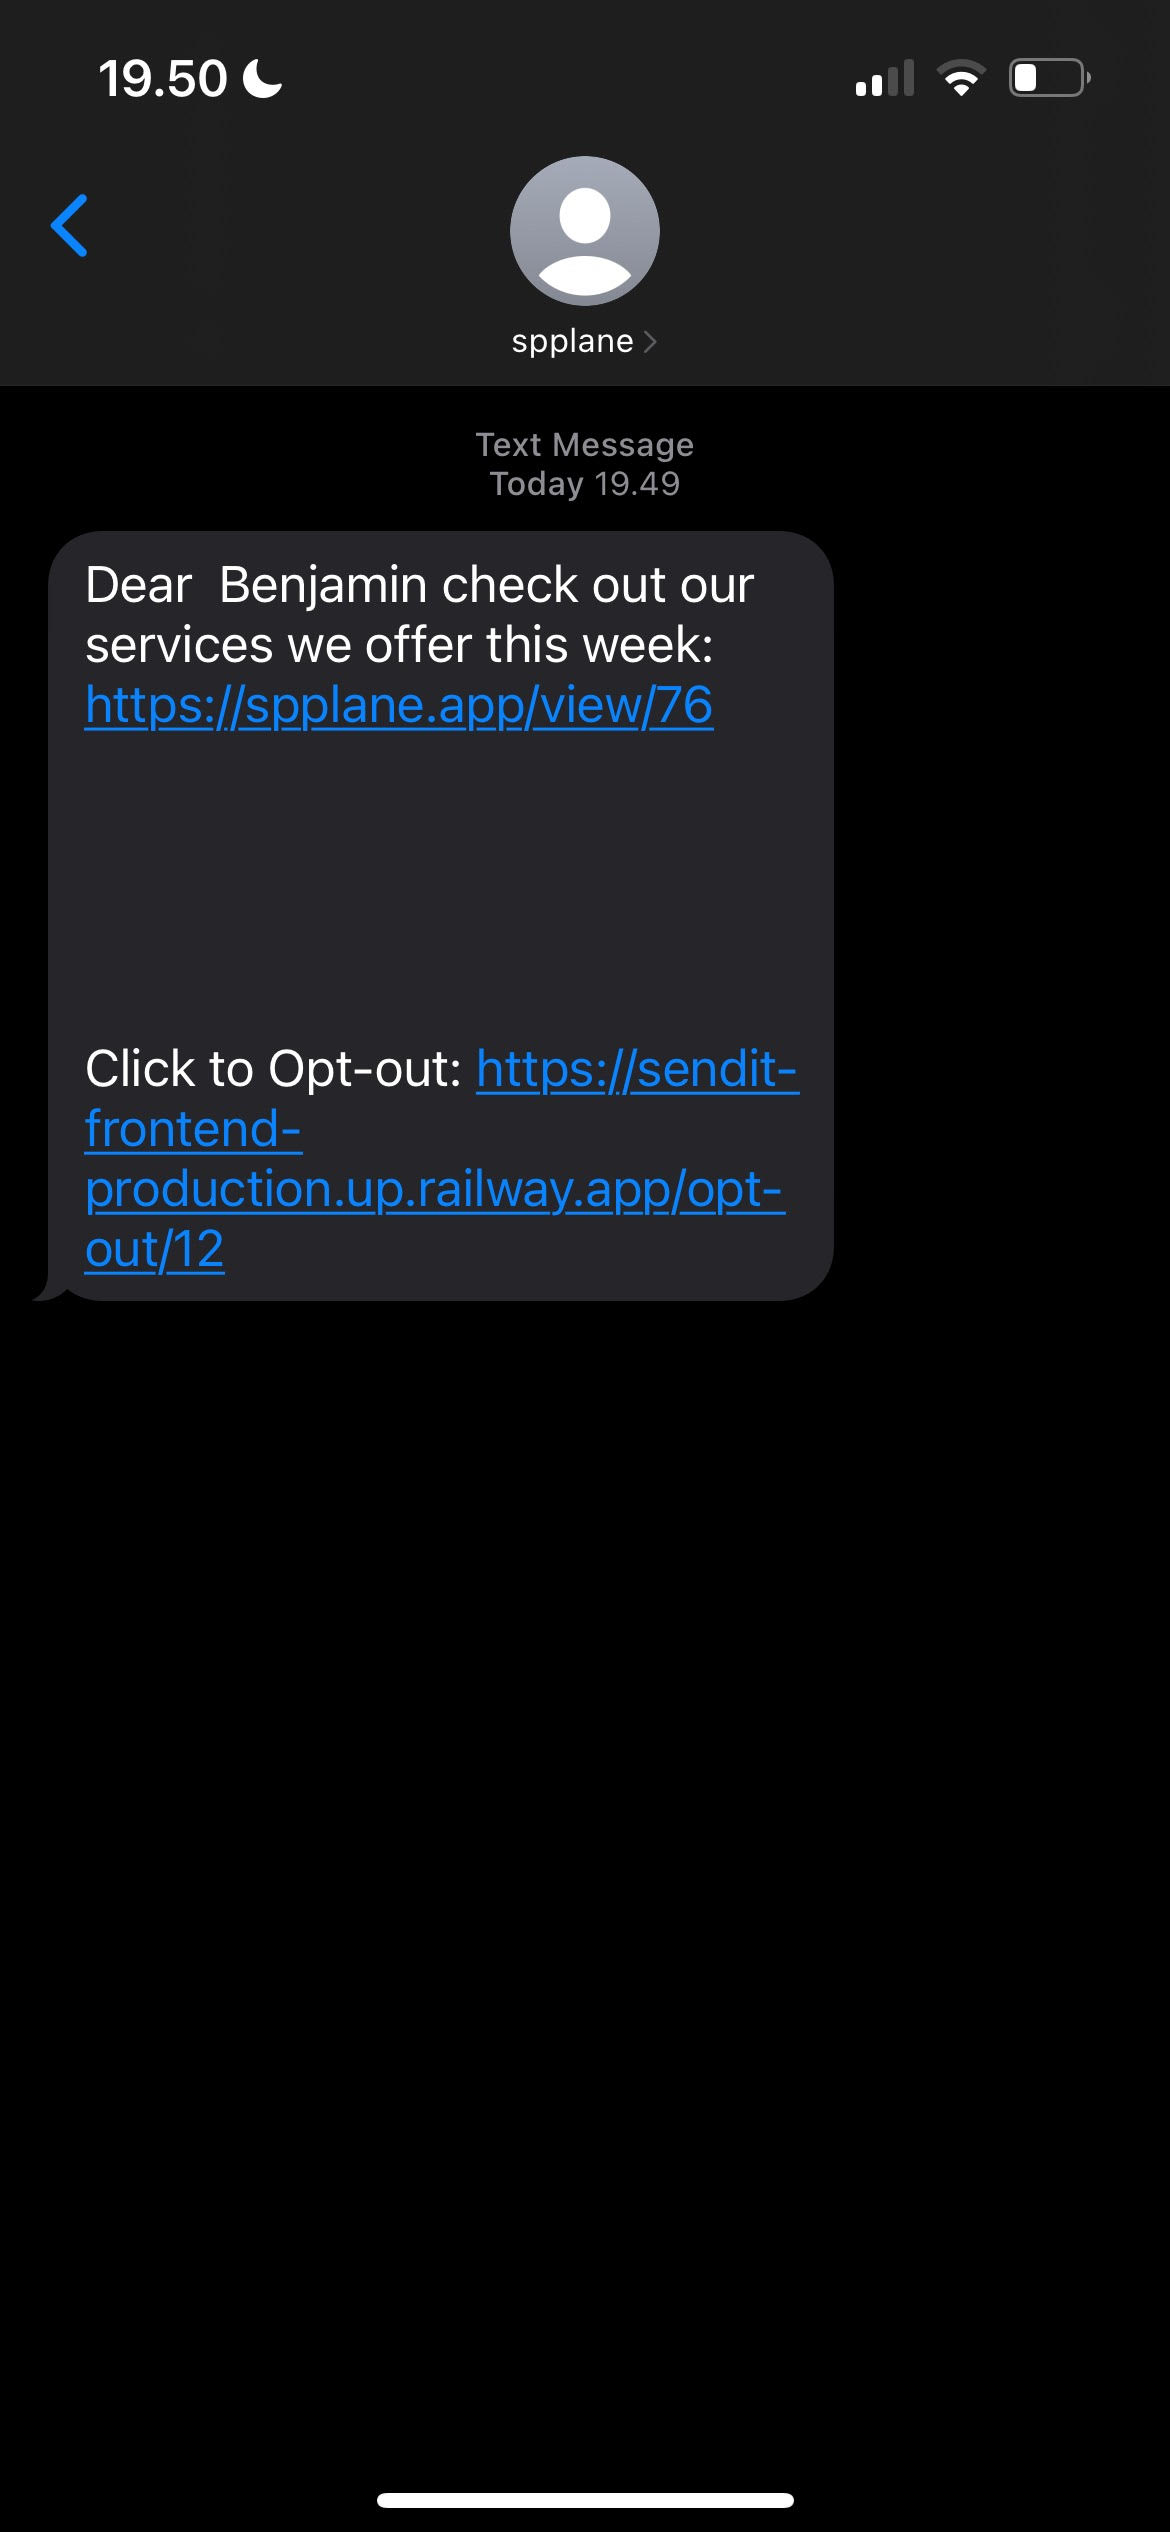 19.50
spplane
Text Message
Today 19.49
Dear  Benjamin check out our
services we offer this week:
https://spplane.app/view/76
Click to Opt-out: https://sendit-
frontend-
production.up.railway.app/opt-
out/12